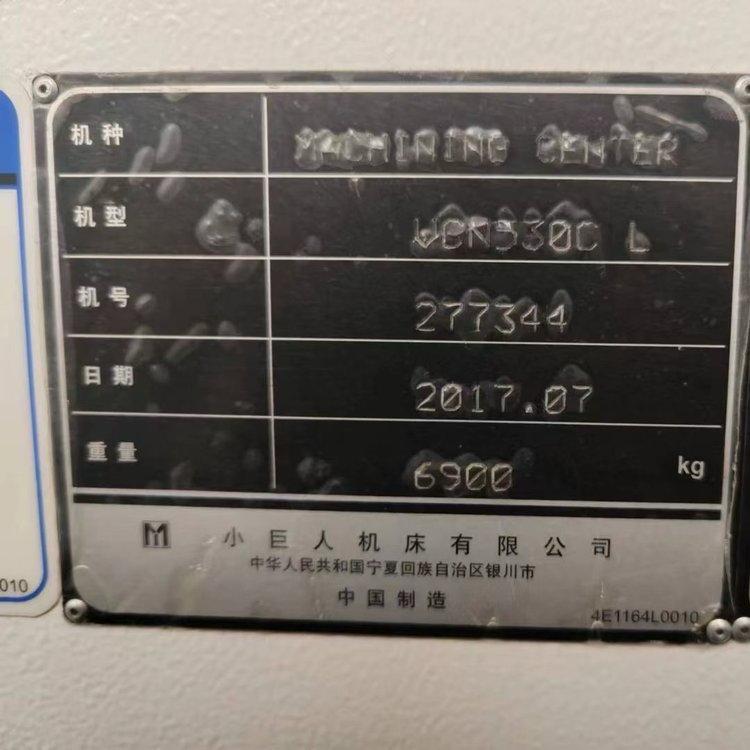 机种 MACHINING CENTER
机型 VCN530C L
机号 277344
日期 2017.07
重量 6900 kg
M 小巨人机床有限公司
中华人民共和国宁夏回族自治区银川市
中国制造
4E1164L0010
010